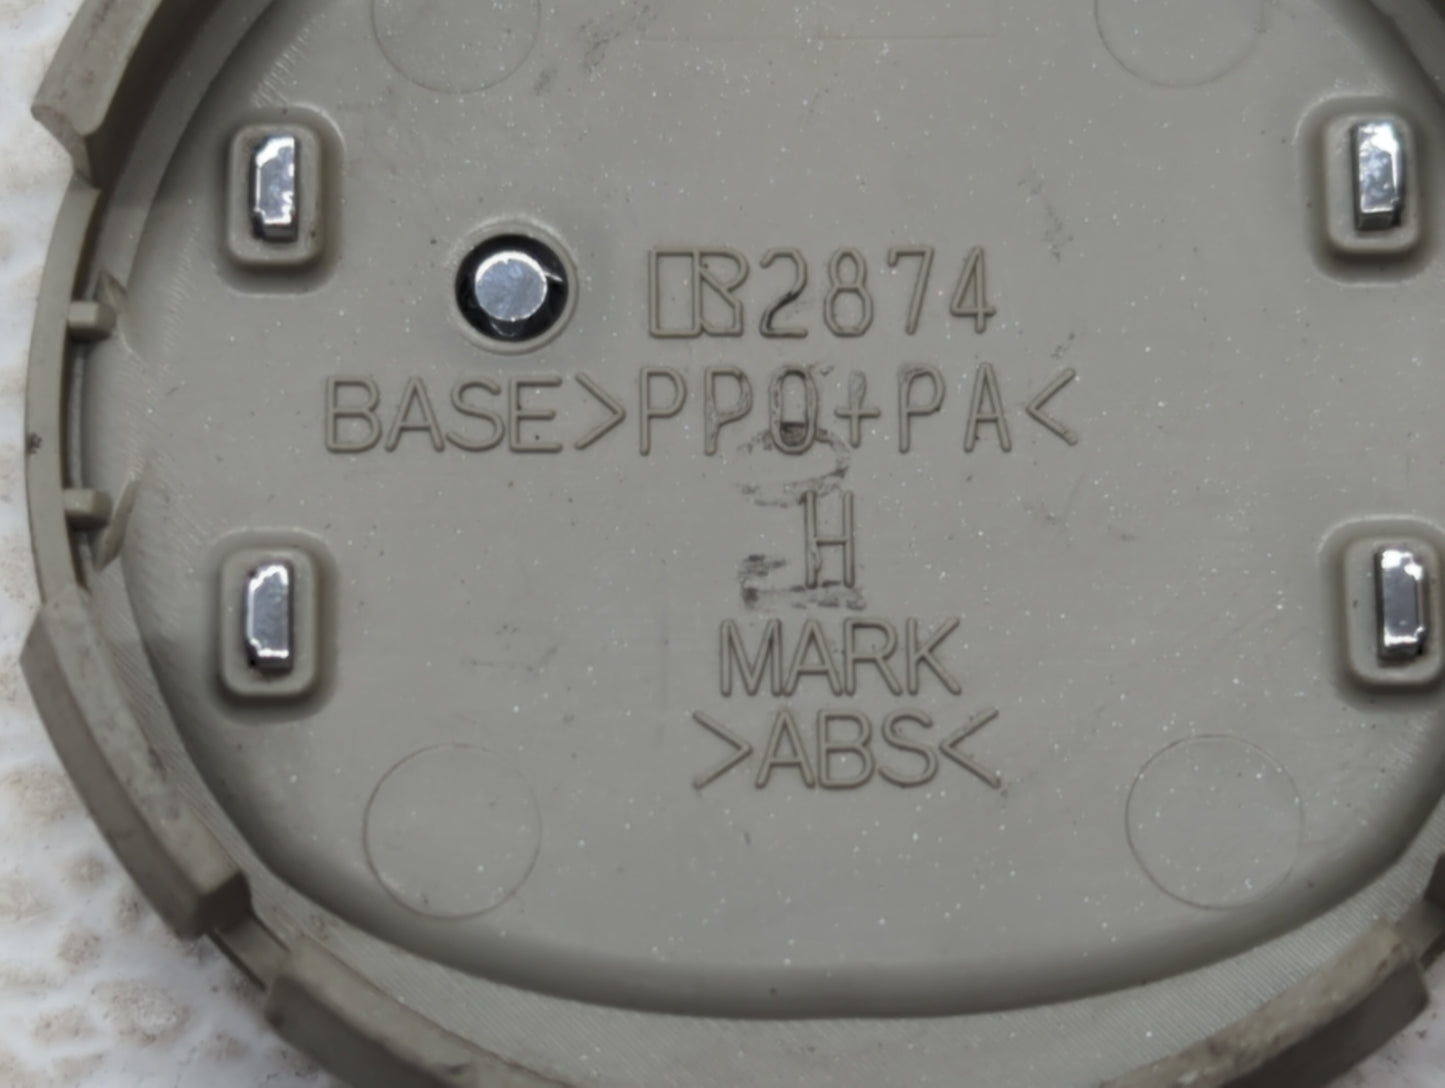 2874
BASE>PPO+PA<
H
MARK
>ABS<